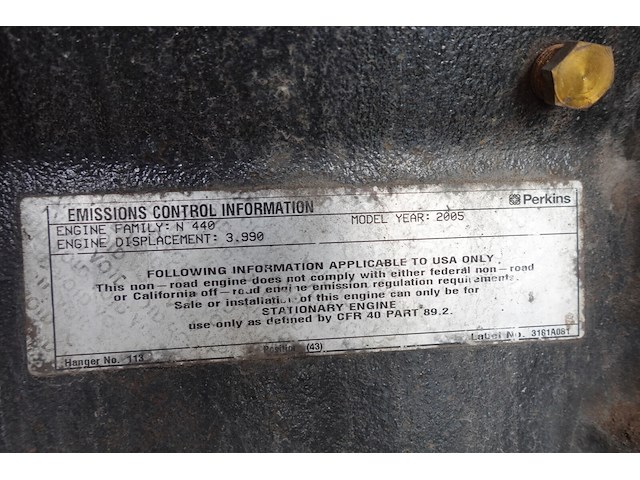 Perkins
EMISSIONS CONTROL INFORMATION
ENGINE FAMILY: N 440
MODEL YEAR: 2005
ENGINE DISPLACEMENT: 3.990
VOID
FOLLOWING INFORMATION APPLICABLE TO USA ONLY
This non-road engine does not comply with either federal non-road
or California off-road engine emission regulation requirements.
Sale or installation of this engine can only be for
STATIONARY ENGINE
use only as defined by CFR 40 PART 89.2.
Hanger No. 113
Position (43)
Label No. 3181A081